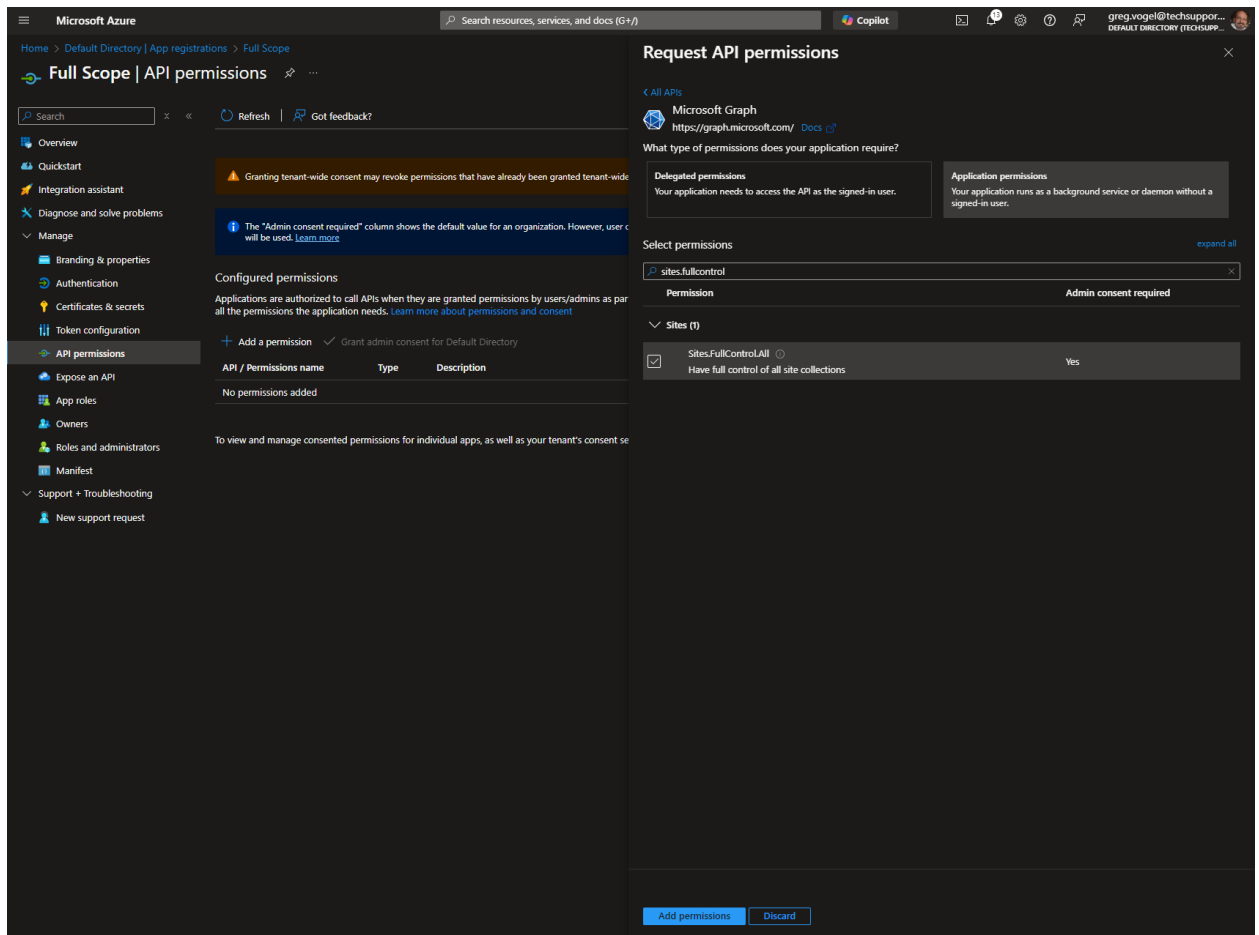 Microsoft Azure
Search resources, services, and docs (G+/)
Copilot
13
greg.vogel@techsuppor...
DEFAULT DIRECTORY (TECHSUPP...
Home > Default Directory | App registrations > Full Scope
Full Scope | API permissions
Search
Overview
Quickstart
Integration assistant
Diagnose and solve problems
Manage
Branding & properties
Authentication
Certificates & secrets
Token configuration
API permissions
Expose an API
App roles
Owners
Roles and administrators
Manifest
Support + Troubleshooting
New support request
Refresh
Got feedback?
Granting tenant-wide consent may revoke permissions that have already been granted tenant-wide
The "Admin consent required" column shows the default value for an organization. However, user c
will be used. Learn more
Configured permissions
Applications are authorized to call APIs when they are granted permissions by users/admins as par
all the permissions the application needs. Learn more about permissions and consent
Add a permission
Grant admin consent for Default Directory
API / Permissions name Type Description
No permissions added
To view and manage consented permissions for individual apps, as well as your tenant's consent se
Request API permissions
All APIs
Microsoft Graph
https://graph.microsoft.com/ Docs
What type of permissions does your application require?
Delegated permissions
Your application needs to access the API as the signed-in user.
Application permissions
Your application runs as a background service or daemon without a
signed-in user.
Select permissions
expand all
sites.fullcontrol
Permission Admin consent required
Sites (1)
Sites.FullControl.All
Have full control of all site collections
Yes
Add permissions
Discard